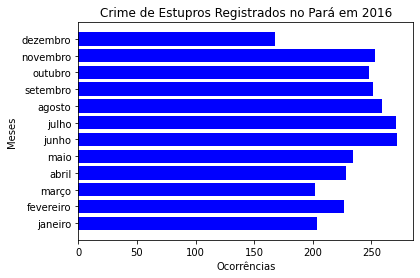 Crime de Estupros Registrados no Pará em 2016
Meses
dezembro
novembro
outubro
setembro
agosto
julho
junho
maio
abril
março
fevereiro
janeiro
0 50 100 150 200 250
Ocorrências